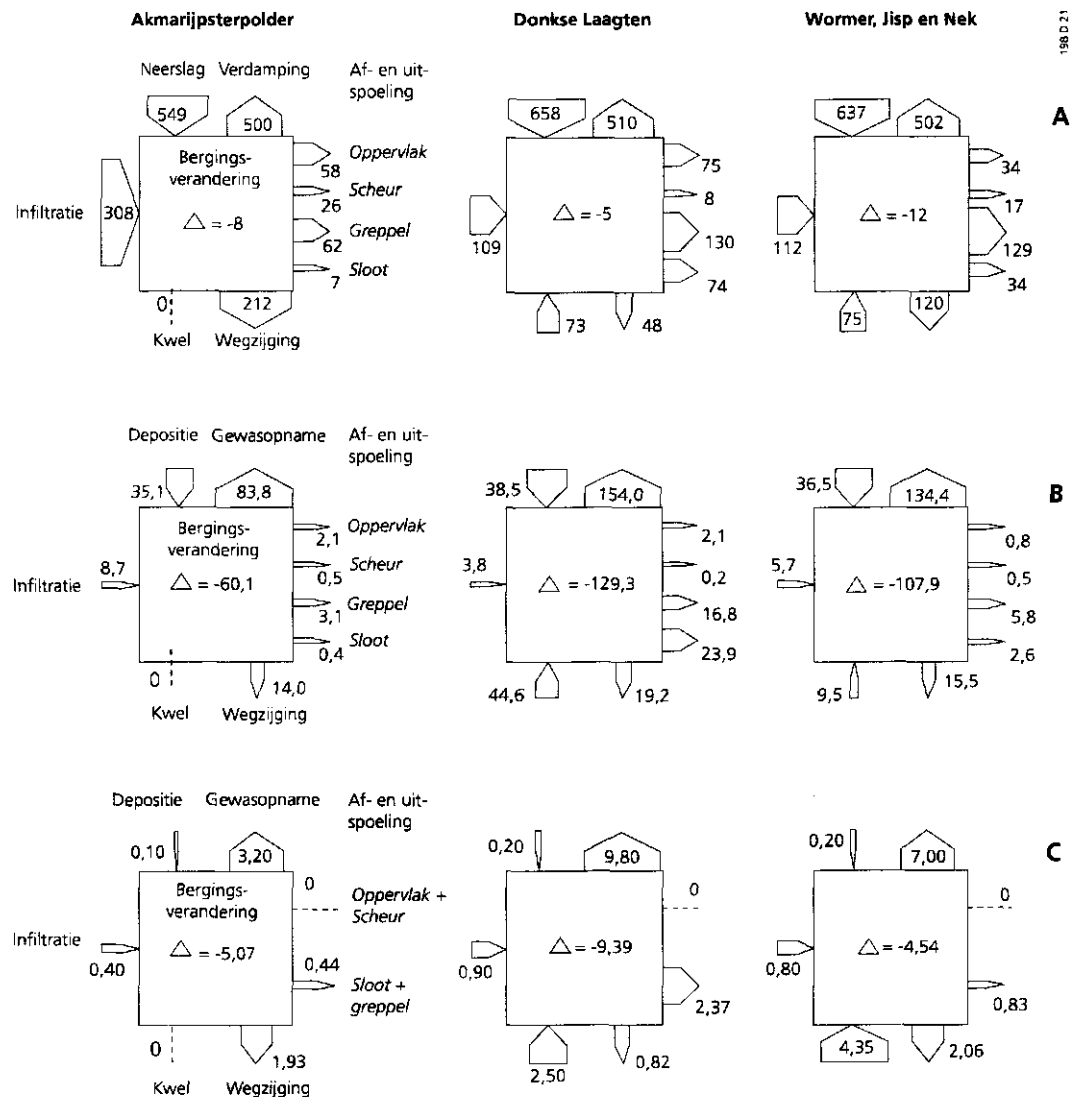 Akmarijpsterpolder
Donkse Laagten
Wormer, Jisp en Nek
198 D 21
A
Neerslag Verdamping Af- en uit-
spoeling
549 500
Bergings-
verandering
△ = -8
Infiltratie 308
58 Oppervlak
26 Scheur
62 Greppel
7 Sloot
0 212
Kwel Wegzijging
658 510
109 △ = -5
75
8
130
74
73 48
637 502
112 △ = -12
34
17
129
34
75 120
B
Depositie Gewasopname Af- en uit-
spoeling
35,1 83,8
Bergings-
verandering
△ = -60,1
Infiltratie 8,7
2,1 Oppervlak
0,5 Scheur
3,1 Greppel
0,4 Sloot
0 14,0
Kwel Wegzijging
38,5 154,0
3,8 △ = -129,3
2,1
0,2
16,8
23,9
44,6 19,2
36,5 134,4
5,7 △ = -107,9
0,8
0,5
5,8
2,6
9,5 15,5
C
Depositie Gewasopname Af- en uit-
spoeling
0,10 3,20
Bergings-
verandering
△ = -5,07
Infiltratie 0,40
0 Oppervlak +
Scheur
0,44 Sloot +
greppel
0 1,93
Kwel Wegzijging
0,20 9,80
0
0,90 △ = -9,39
2,37
2,50 0,82
0,20 7,00
0
0,80 △ = -4,54
0,83
4,35 2,06